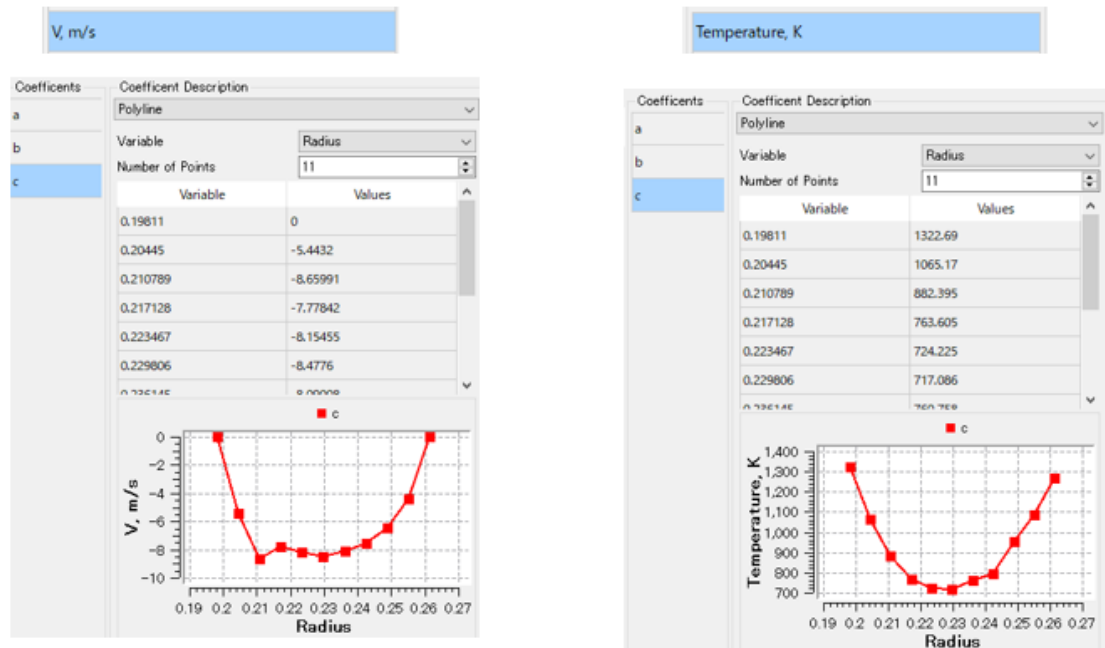 V, m/s
Temperature, K
Coefficents
Coefficent Description
a
Polyline
b
Variable
Radius
Number of Points
11
c
Variable
Values
0.19811
0
0.20445
-5.4432
0.210789
-8.65991
0.217128
-7.77842
0.223467
-8.15455
0.229806
-8.4776
c
0
-2
-4
-6
-8
-10
V, m/s
0.19
0.2
0.21
0.22
0.23
0.24
0.25
0.26
0.27
Radius
Coefficents
Coefficent Description
a
Polyline
b
Variable
Radius
Number of Points
11
c
Variable
Values
0.19811
1322.69
0.20445
1065.17
0.210789
882.395
0.217128
763.605
0.223467
724.225
0.229806
717.086
c
1,400
1,300
1,100
1,000
900
800
700
Temperature, K
0.19
0.2
0.21
0.22
0.23
0.24
0.25
0.26
0.27
Radius